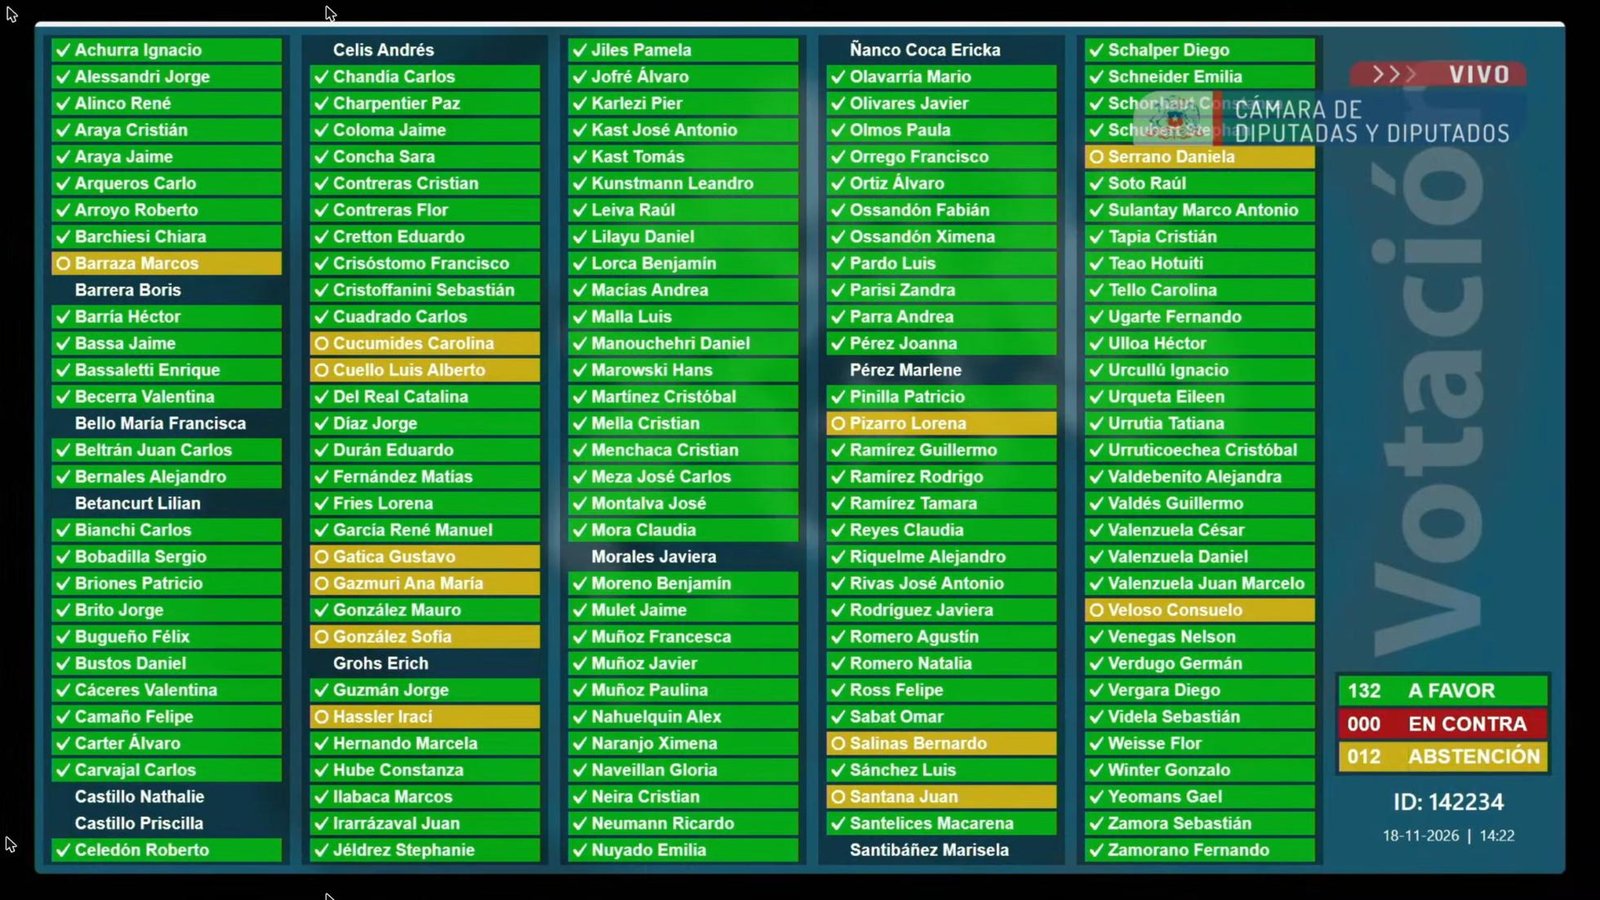 Achurra Ignacio
Alessandri Jorge
Alinco René
Araya Cristián
Araya Jaime
Arqueros Carlo
Arroyo Roberto
Barchiesi Chiara
Barraza Marcos
Barrera Boris
Barría Héctor
Bassa Jaime
Bassaletti Enrique
Becerra Valentina
Bello María Francisca
Beltrán Juan Carlos
Bernales Alejandro
Betancurt Lilian
Bianchi Carlos
Bobadilla Sergio
Briones Patricio
Brito Jorge
Bugueño Félix
Bustos Daniel
Cáceres Valentina
Camaño Felipe
Carter Álvaro
Carvajal Carlos
Castillo Nathalie
Castillo Priscilla
Celedón Roberto
Celis Andrés
Chandía Carlos
Charpentier Paz
Coloma Jaime
Concha Sara
Contreras Cristian
Contreras Flor
Cretton Eduardo
Crisóstomo Francisco
Cristoffanini Sebastián
Cuadrado Carlos
Cucumides Carolina
Cuello Luis Alberto
Del Real Catalina
Díaz Jorge
Durán Eduardo
Fernández Matías
Fries Lorena
García René Manuel
Gatica Gustavo
Gazmuri Ana María
González Mauro
González Sofía
Grohs Erich
Guzmán Jorge
Hassler Irací
Hernando Marcela
Hube Constanza
Ilabaca Marcos
Irarrázaval Juan
Jéldrez Stephanie
Jiles Pamela
Jofré Álvaro
Karlezi Pier
Kast José Antonio
Kast Tomás
Kunstmann Leandro
Leiva Raúl
Lilayu Daniel
Lorca Benjamín
Macías Andrea
Malla Luis
Manouchehri Daniel
Marowski Hans
Martínez Cristóbal
Mella Cristian
Menchaca Cristian
Meza José Carlos
Montalva José
Mora Claudia
Morales Javiera
Moreno Benjamín
Mulet Jaime
Muñoz Francesca
Muñoz Javier
Muñoz Paulina
Nahuelquin Alex
Naranjo Ximena
Naveillan Gloria
Neira Cristian
Neumann Ricardo
Nuyado Emilia
Ñanco Coca Ericka
Olavarría Mario
Olivares Javier
Olmos Paula
Orrego Francisco
Ortiz Álvaro
Ossandón Fabián
Ossandón Ximena
Pardo Luis
Parisi Zandra
Parra Andrea
Pérez Joanna
Pérez Marlene
Pinilla Patricio
Pizarro Lorena
Ramírez Guillermo
Ramírez Rodrigo
Ramírez Tamara
Reyes Claudia
Riquelme Alejandro
Rivas José Antonio
Rodríguez Javiera
Romero Agustín
Romero Natalia
Ross Felipe
Sabat Omar
Salinas Bernardo
Sánchez Luis
Santana Juan
Santelices Macarena
Santibáñez Marisela
Schalper Diego
Schneider Emilia
Schubert
Serrano Daniela
Soto Raúl
Sulantay Marco Antonio
Tapia Cristián
Teao Hotuiti
Tello Carolina
Ugarte Fernando
Ulloa Héctor
Urcullú Ignacio
Urqueta Eileen
Urrutia Tatiana
Urruticoechea Cristóbal
Valdebenito Alejandra
Valdés Guillermo
Valenzuela César
Valenzuela Daniel
Valenzuela Juan Marcelo
Veloso Consuelo
Venegas Nelson
Verdugo Germán
Vergara Diego
Videla Sebastián
Weisse Flor
Winter Gonzalo
Yeomans Gael
Zamora Sebastián
Zamorano Fernando
>>> VIVO
CÁMARA DE
DIPUTADAS Y DIPUTADOS
Votación
132 A FAVOR
000 EN CONTRA
012 ABSTENCIÓN
ID: 142234
18-11-2026 | 14:22